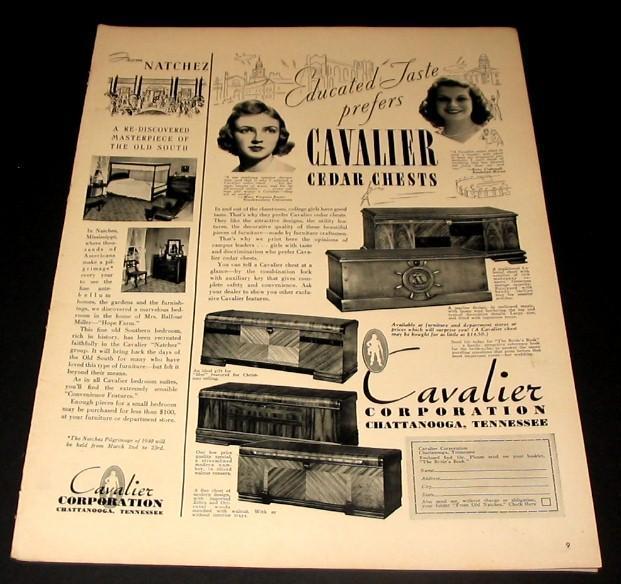 From
NATCHEZ
A RE-DISCOVERED
MASTERPIECE OF
THE OLD SOUTH
In Natchez,
Mississippi,
where thou-
sands of
Americans
make a pil-
grimage*
every year
to see the
fine ante-
bellum
homes, the gardens and the furnish-
ings, we discovered a marvelous bed-
room in the home of Mrs. Balfour
Miller—"Hope Farm."
This fine old Southern bedroom,
rich in history, has been recreated
faithfully in the Cavalier "Natchez"
group. It will bring back the days of
the Old South for many who have
loved this type of furniture—but felt it
beyond their means.
As in all Cavalier bedroom suites,
you'll find the extremely sensible
"Convenience Features."
Enough pieces for a small bedroom
may be purchased for less than $100,
at your furniture or department store.
*The Natchez Pilgrimage of 1940 will
be held from March 2nd to 23rd.
Cavalier
CORPORATION
CHATTANOOGA, TENNESSEE
Educated Taste
prefers
CAVALIER
CEDAR CHESTS
In and out of the classroom, college girls have good
taste. That's why they prefer Cavalier cedar chests.
They like the attractive designs, the utility fea-
tures, the decorative quality of these beautiful
pieces of furniture—made by furniture craftsmen.
That's why we print here the opinions of
campus leaders . . . girls with taste
and discrimination who prefer Cava-
lier cedar chests.
You can tell a Cavalier chest at a
glance—by the combination lock
with auxiliary key that gives com-
plete safety and convenience. Ask
your dealer to show you other exclu-
sive Cavalier features.
Available at furniture and department stores at
prices which will surprise you! (A Cavalier chest
may be bought for as little as $14.50.)
An ideal gift for
Cavalier
CORPORATION
CHATTANOOGA, TENNESSEE
Cavalier Corporation
Chattanooga, Tennessee
Name
Address
City
State
9